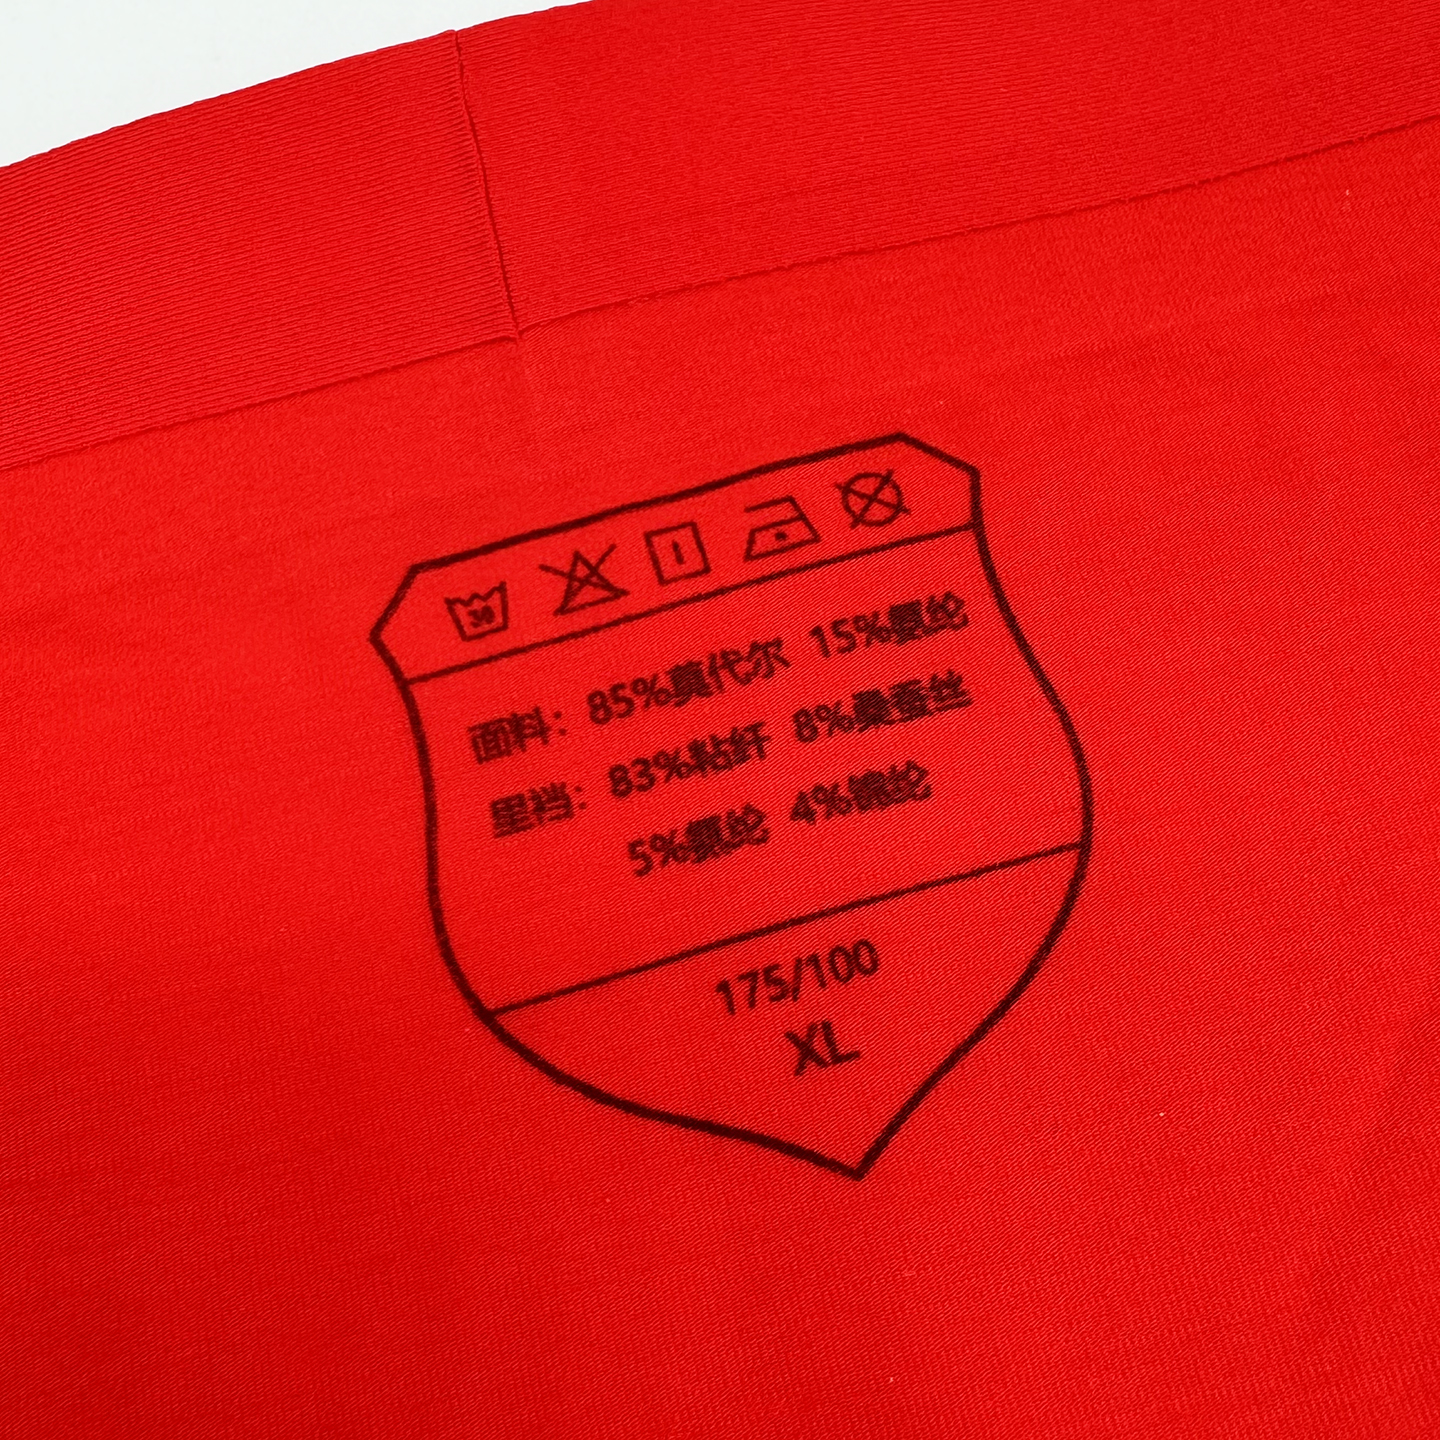 30
面料：85%莫代尔 15%氨纶
里裆：83%粘纤 8%桑蚕丝
5%氨纶 4%锦纶
175/100
XL